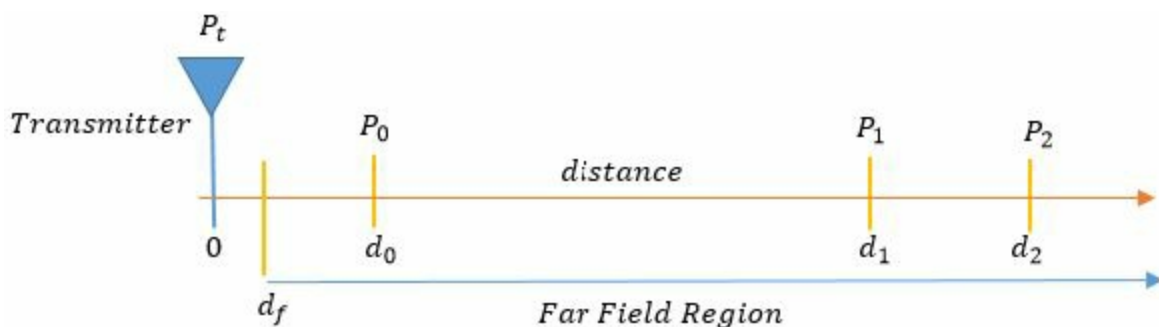 P_t
Transmitter
P_0 P_1 P_2
distance
0 d_0 d_1 d_2
d_f Far Field Region